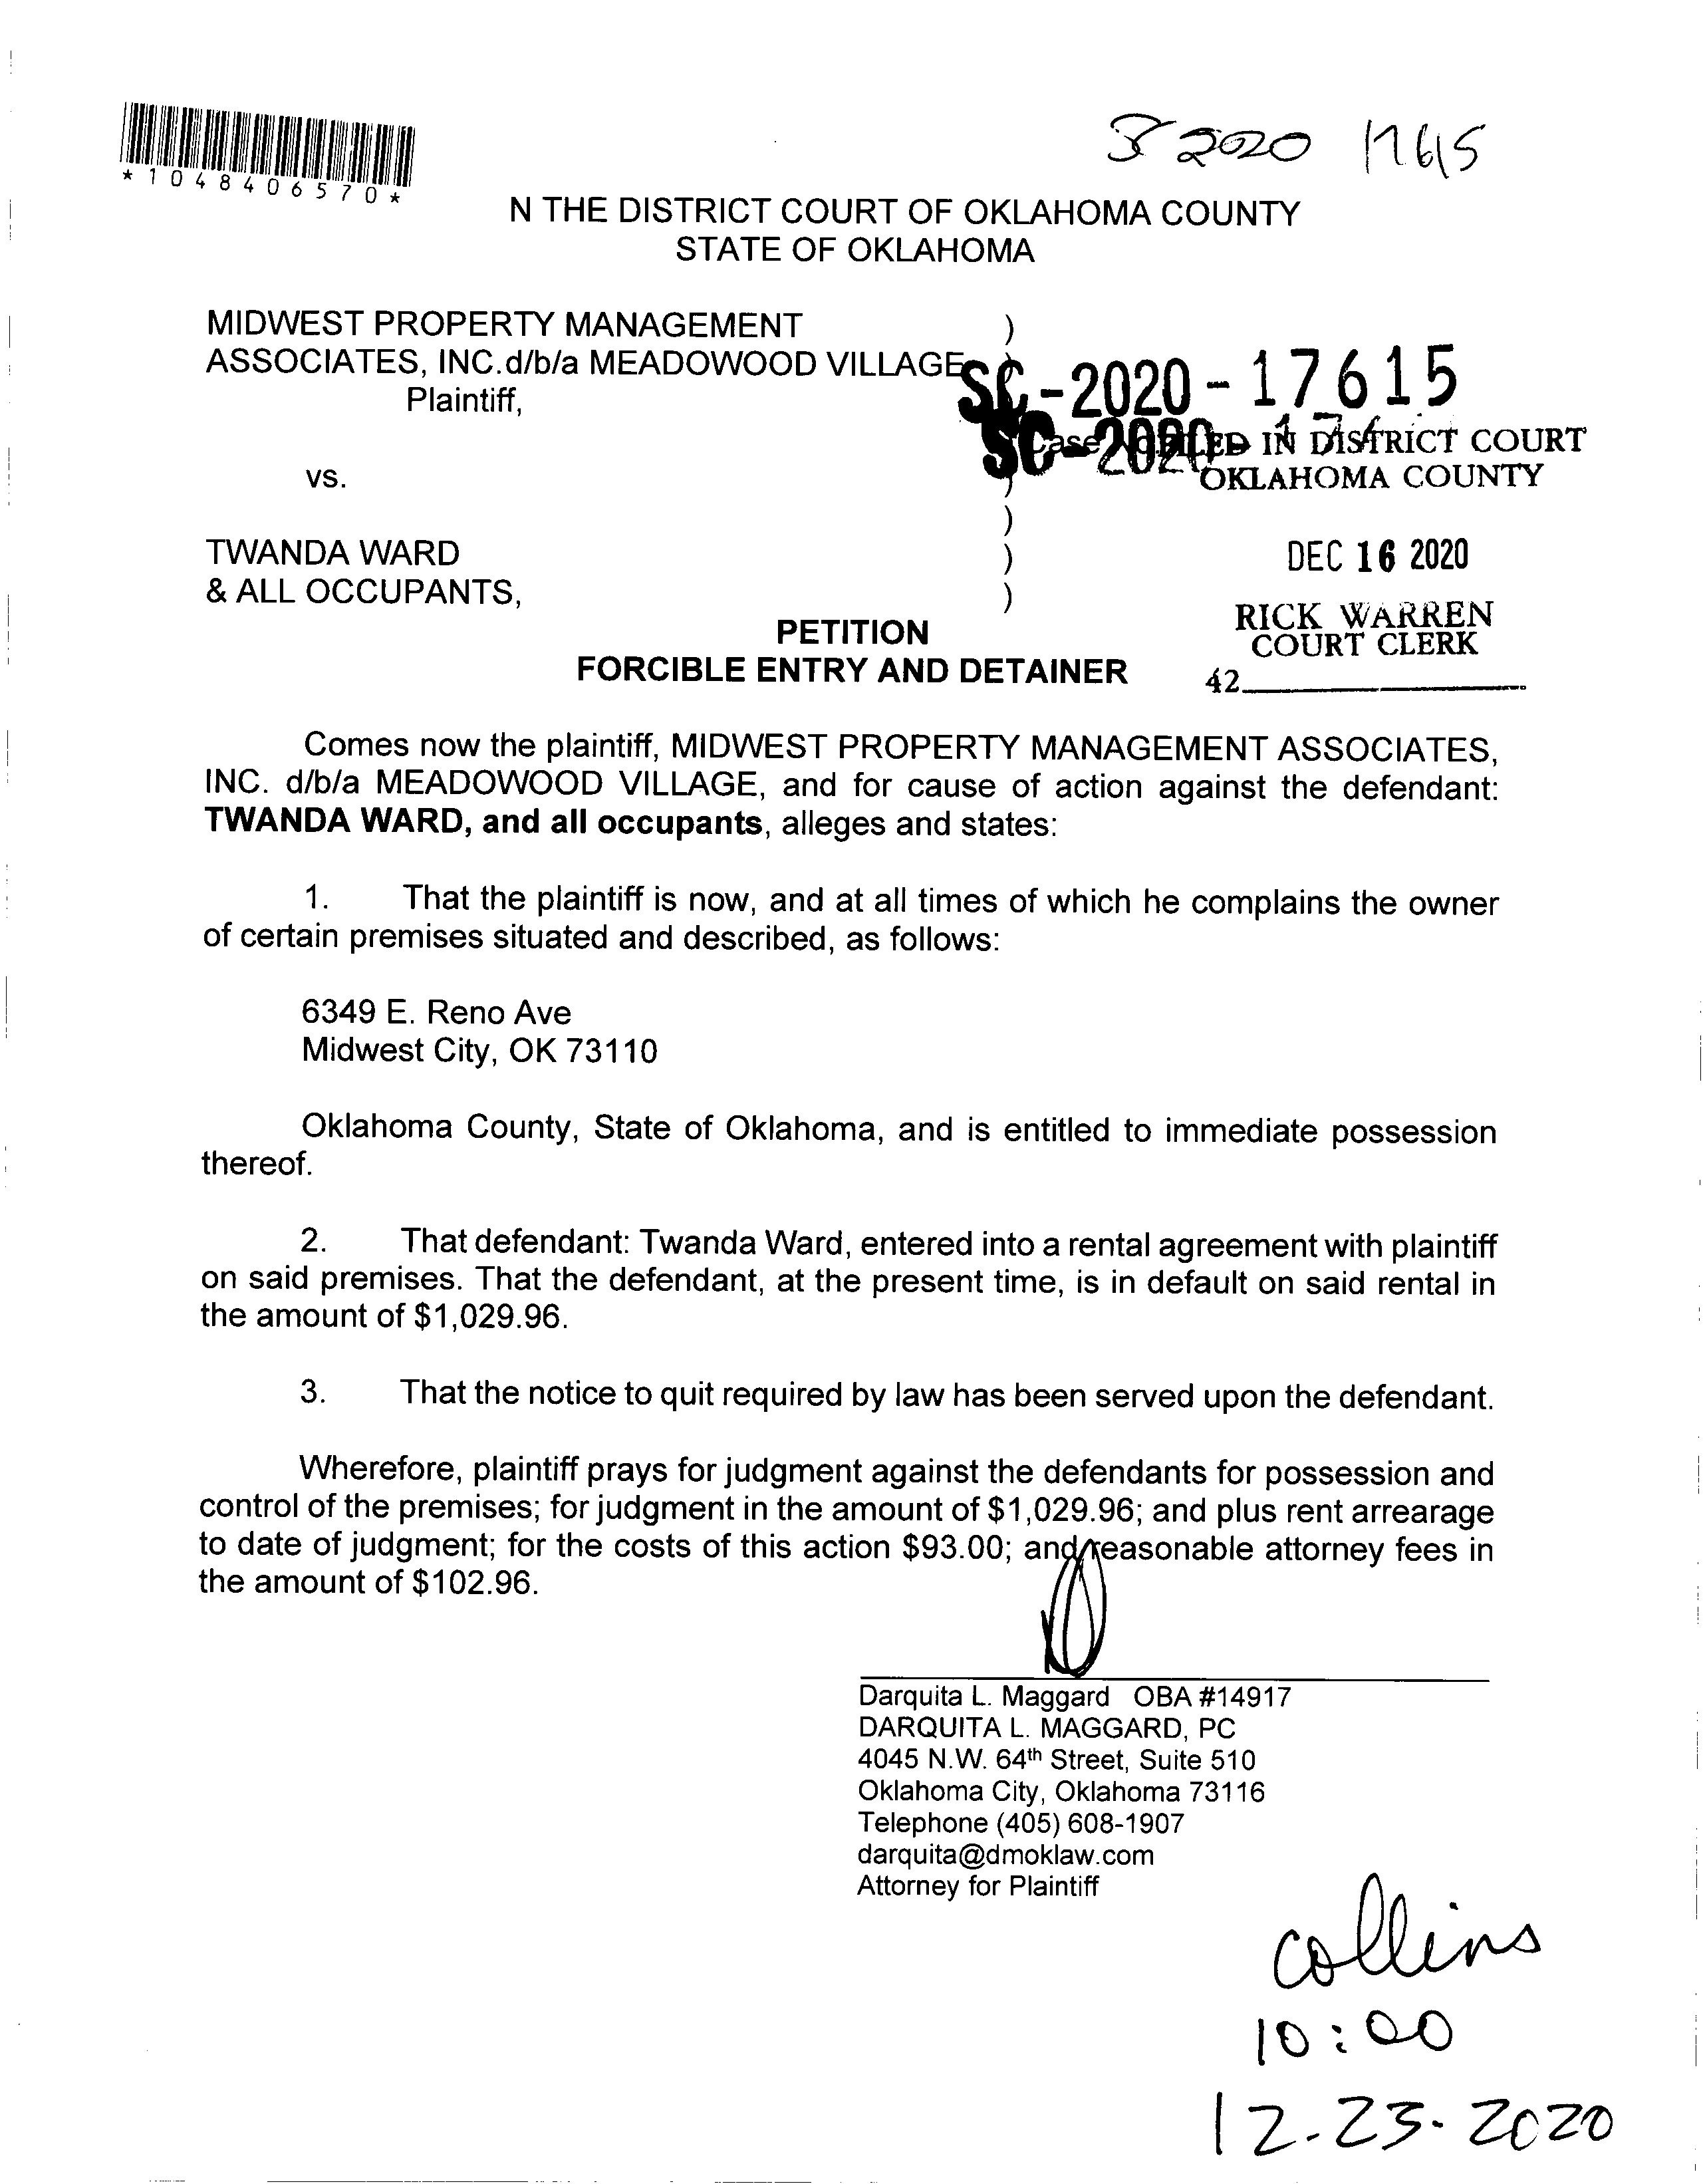 *1048406570*
2020 17615
N THE DISTRICT COURT OF OKLAHOMA COUNTY
STATE OF OKLAHOMA
MIDWEST PROPERTY MANAGEMENT )
ASSOCIATES, INC.d/b/a MEADOWOOD VILLAGE )
Plaintiff,
SC-2020-17615
SC-2020-
Case
IN DISTRICT COURT
OKLAHOMA COUNTY
vs. )
)
TWANDA WARD )
& ALL OCCUPANTS, )
DEC 16 2020
RICK WARREN
COURT CLERK
42
PETITION
FORCIBLE ENTRY AND DETAINER
Comes now the plaintiff, MIDWEST PROPERTY MANAGEMENT ASSOCIATES,
INC. d/b/a MEADOWOOD VILLAGE, and for cause of action against the defendant:
TWANDA WARD, and all occupants, alleges and states:
1. That the plaintiff is now, and at all times of which he complains the owner
of certain premises situated and described, as follows:
6349 E. Reno Ave
Midwest City, OK 73110
Oklahoma County, State of Oklahoma, and is entitled to immediate possession
thereof.
2. That defendant: Twanda Ward, entered into a rental agreement with plaintiff
on said premises. That the defendant, at the present time, is in default on said rental in
the amount of $1,029.96.
3. That the notice to quit required by law has been served upon the defendant.
Wherefore, plaintiff prays for judgment against the defendants for possession and
control of the premises; for judgment in the amount of $1,029.96; and plus rent arrearage
to date of judgment; for the costs of this action $93.00; and reasonable attorney fees in
the amount of $102.96.
Darquita L. Maggard OBA #14917
DARQUITA L. MAGGARD, PC
4045 N.W. 64th Street, Suite 510
Oklahoma City, Oklahoma 73116
Telephone (405) 608-1907
darquita@dmoklaw.com
Attorney for Plaintiff
collins
10:00
12-23-2020